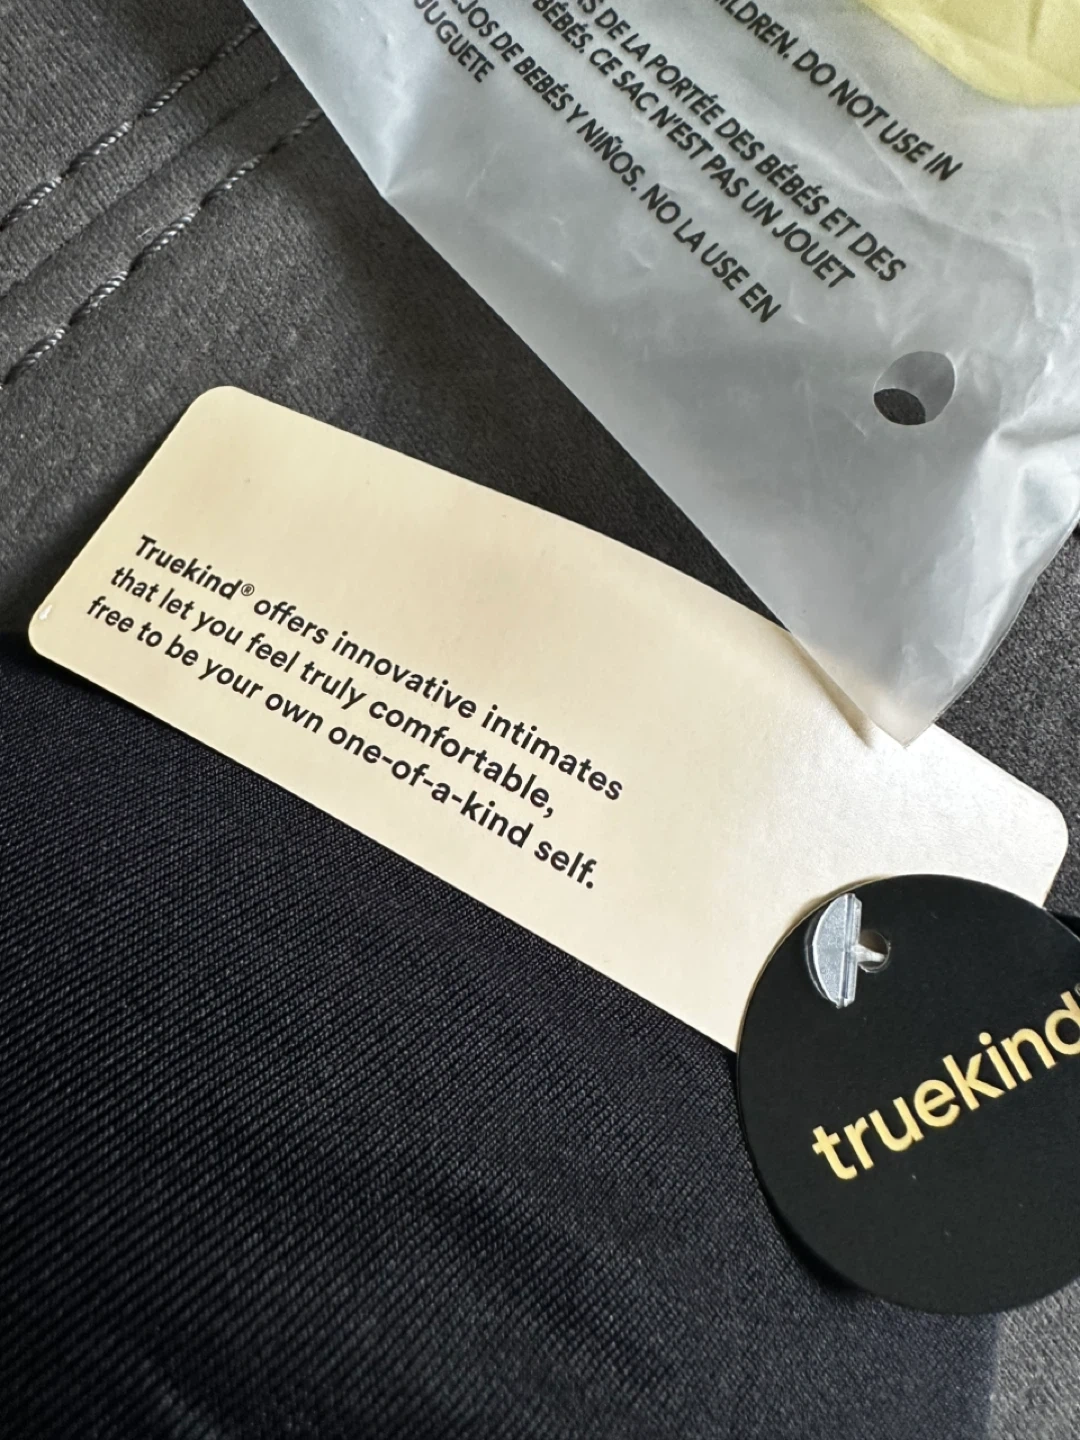 CHILDREN. DO NOT USE IN
DE LA PORTÉE DES BÉBÉS ET DES
BÉBÉS. CE SAC N'EST PAS UN JOUET
DE BEBÉS Y NIÑOS. NO LA USE EN
JUGUETE
Truekind® offers innovative intimates
that let you feel truly comfortable,
free to be your own one-of-a-kind self.
truekind